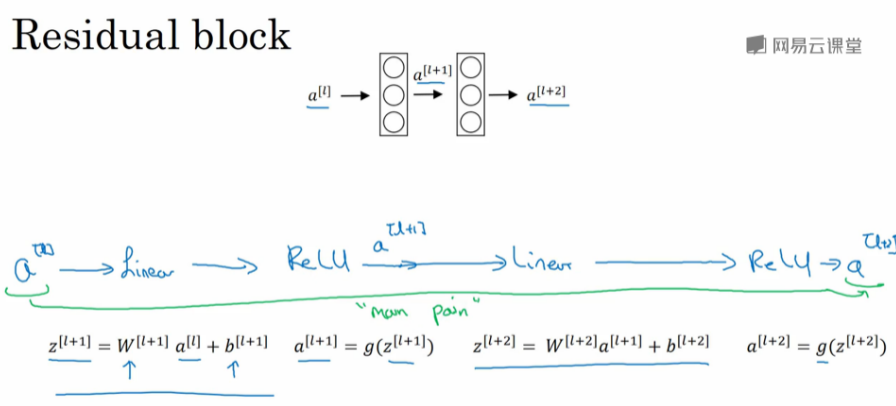 Residual block
网易云课堂
a^[l] → a^[l+1] → a^[l+2]
a^[l] → Linear → ReLU a^[l+1] → Linear → ReLU → a^[l+2]
"main pain"
z^[l+1] = W^[l+1] a^[l] + b^[l+1] a^[l+1] = g(z^[l+1]) z^[l+2] = W^[l+2] a^[l+1] + b^[l+2] a^[l+2] = g(z^[l+2])